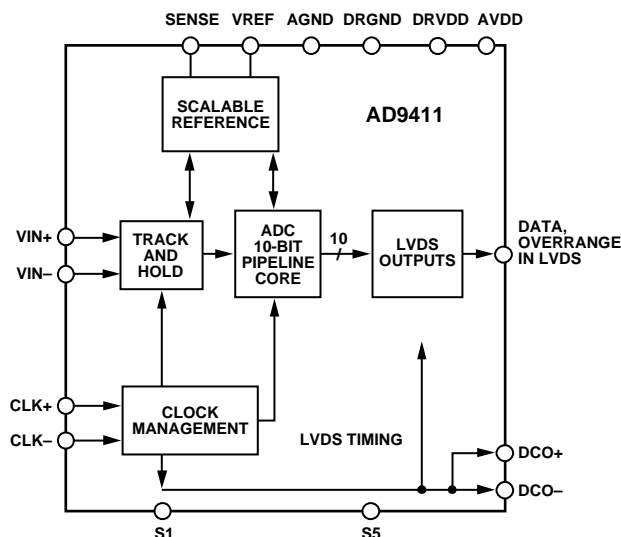 SENSE VREF AGND DRGND DRVDD AVDD
SCALABLE
REFERENCE
AD9411
VIN+
VIN–
TRACK
AND
HOLD
ADC
10-BIT
PIPELINE
CORE
10
LVDS
OUTPUTS
DATA,
OVERRANGE
IN LVDS
CLK+
CLK–
CLOCK
MANAGEMENT
LVDS TIMING
DCO+
DCO–
S1 S5